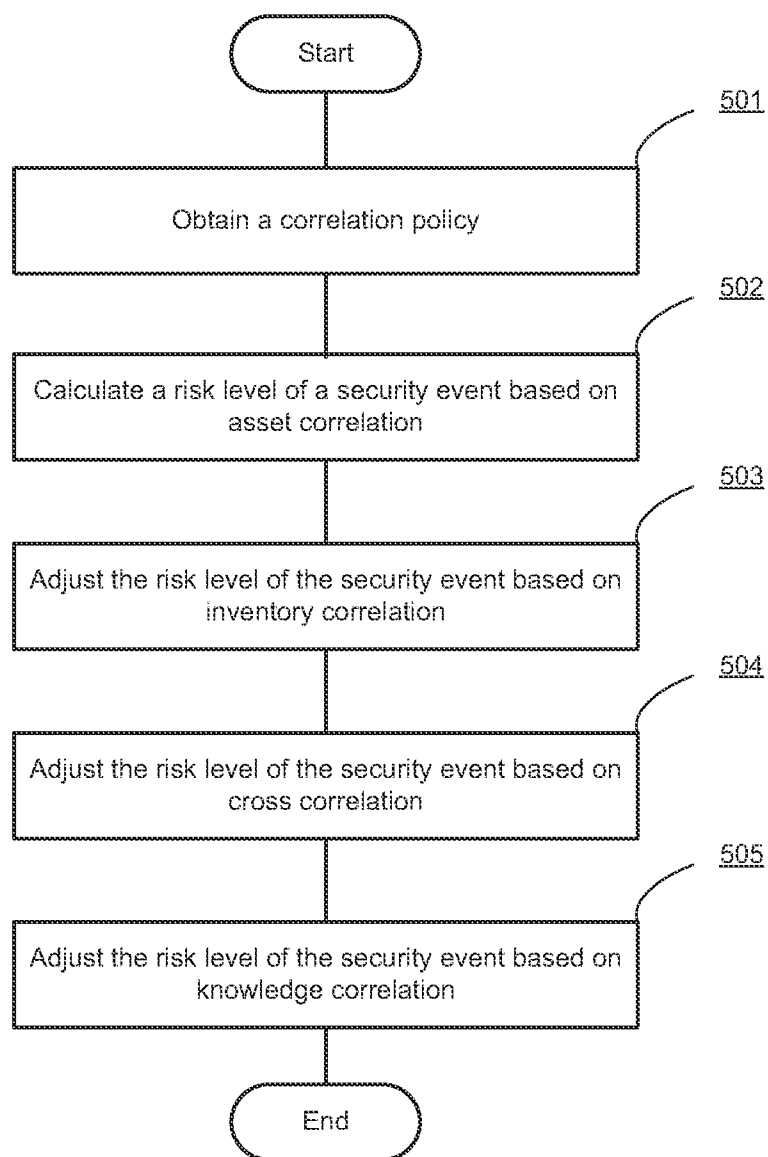 Start
501
Obtain a correlation policy
502
Calculate a risk level of a security event based on
asset correlation
503
Adjust the risk level of the security event based on
inventory correlation
504
Adjust the risk level of the security event based on
cross correlation
505
Adjust the risk level of the security event based on
knowledge correlation
End